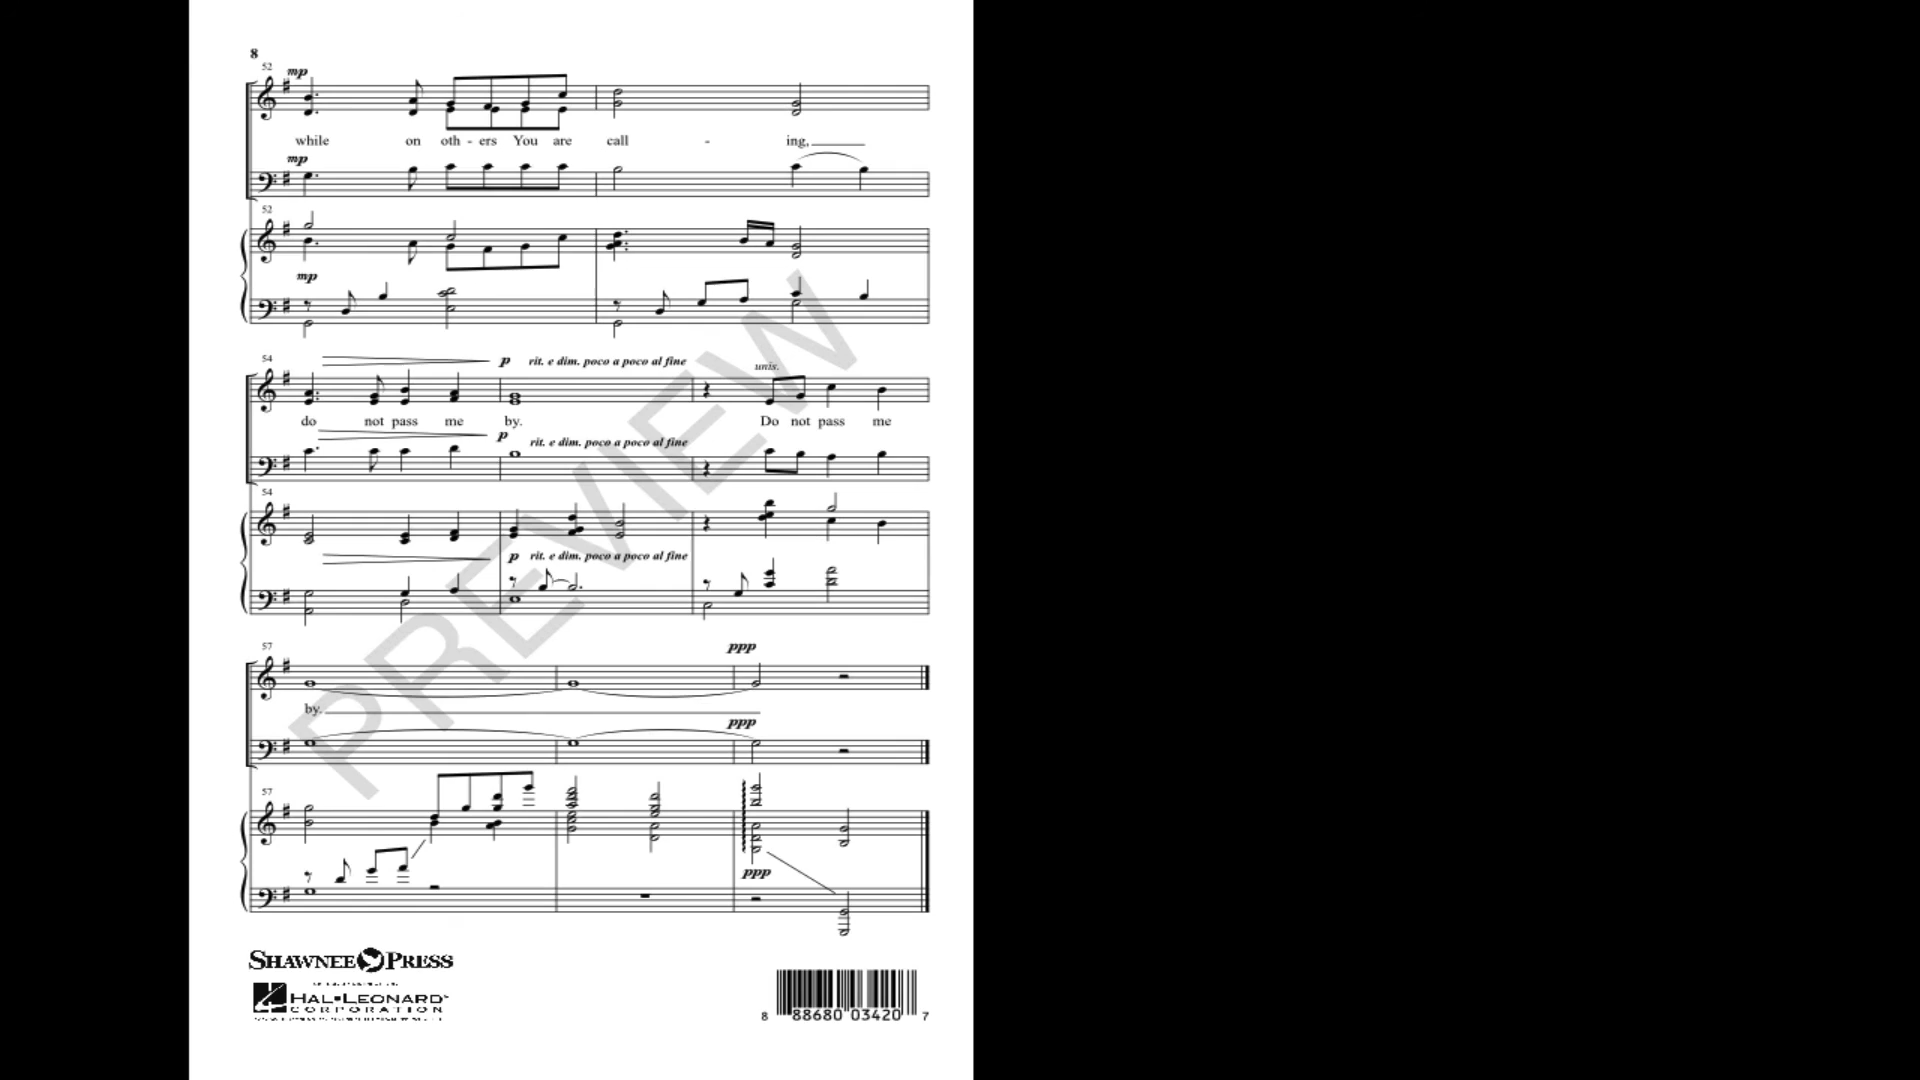 8
52
mp
while on oth - ers You are call - ing,
mp
52
mp
54
p rit. e dim. poco a poco al fine
unis.
do not pass me by. Do not pass me
p rit. e dim. poco a poco al fine
54
p rit. e dim. poco a poco al fine
57
ppp
by.
ppp
57
ppp
PREVIEW
SHAWNEE PRESS
HAL•LEONARD
CORPORATION
8 88680 03420 7